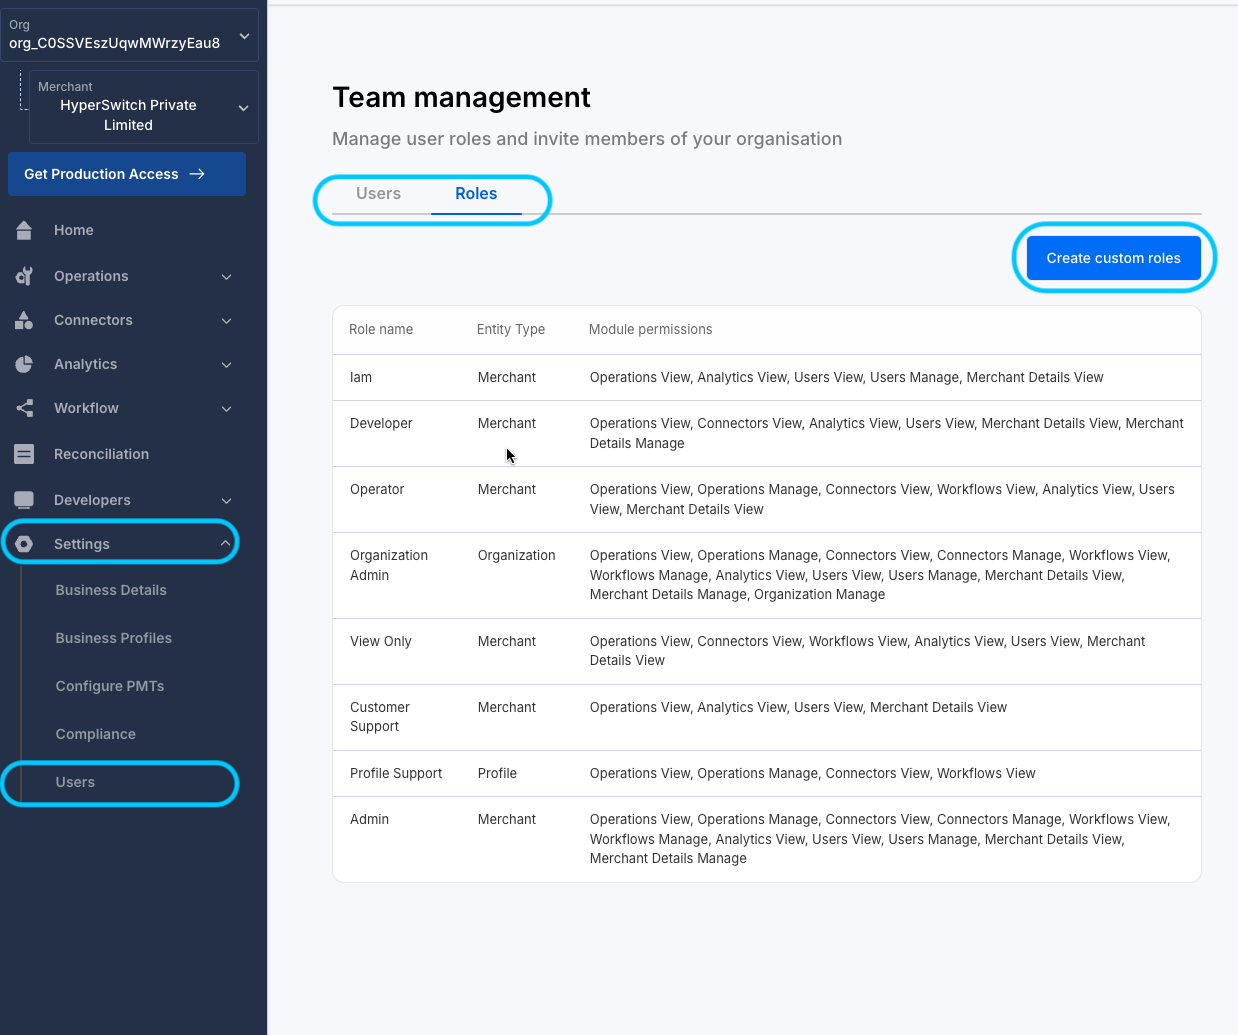 Org
org_C0SSVEszUqwMWrzyEau8
Merchant
HyperSwitch Private
Limited
Get Production Access
Home
Operations
Connectors
Analytics
Workflow
Reconciliation
Developers
Settings
Business Details
Business Profiles
Configure PMTs
Compliance
Users
Team management
Manage user roles and invite members of your organisation
Users Roles
Create custom roles
Role name Entity Type Module permissions
Iam Merchant Operations View, Analytics View, Users View, Users Manage, Merchant Details View
Developer Merchant Operations View, Connectors View, Analytics View, Users View, Merchant Details View, Merchant
Details Manage
Operator Merchant Operations View, Operations Manage, Connectors View, Workflows View, Analytics View, Users
View, Merchant Details View
Organization Organization Operations View, Operations Manage, Connectors View, Connectors Manage, Workflows View,
Admin Workflows Manage, Analytics View, Users View, Users Manage, Merchant Details View,
Merchant Details Manage, Organization Manage
View Only Merchant Operations View, Connectors View, Workflows View, Analytics View, Users View, Merchant
Details View
Customer Merchant Operations View, Analytics View, Users View, Merchant Details View
Support
Profile Support Profile Operations View, Operations Manage, Connectors View, Workflows View
Admin Merchant Operations View, Operations Manage, Connectors View, Connectors Manage, Workflows View,
Workflows Manage, Analytics View, Users View, Users Manage, Merchant Details View,
Merchant Details Manage